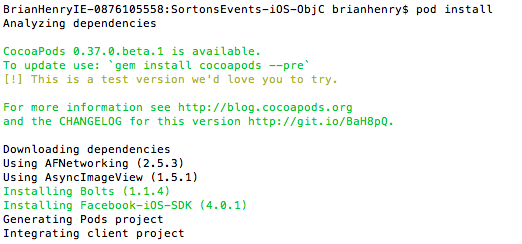 BrianHenryIE-0876105558:SortonsEvents-iOS-ObjC brianhenry$ pod install
Analyzing dependencies
CocoaPods 0.37.0.beta.1 is available.
To update use: `gem install cocoapods --pre`
[!] This is a test version we'd love you to try.
For more information see http://blog.cocoapods.org
and the CHANGELOG for this version http://git.io/BaH8pQ.
Downloading dependencies
Using AFNetworking (2.5.3)
Using AsyncImageView (1.5.1)
Installing Bolts (1.1.4)
Installing Facebook-iOS-SDK (4.0.1)
Generating Pods project
Integrating client project